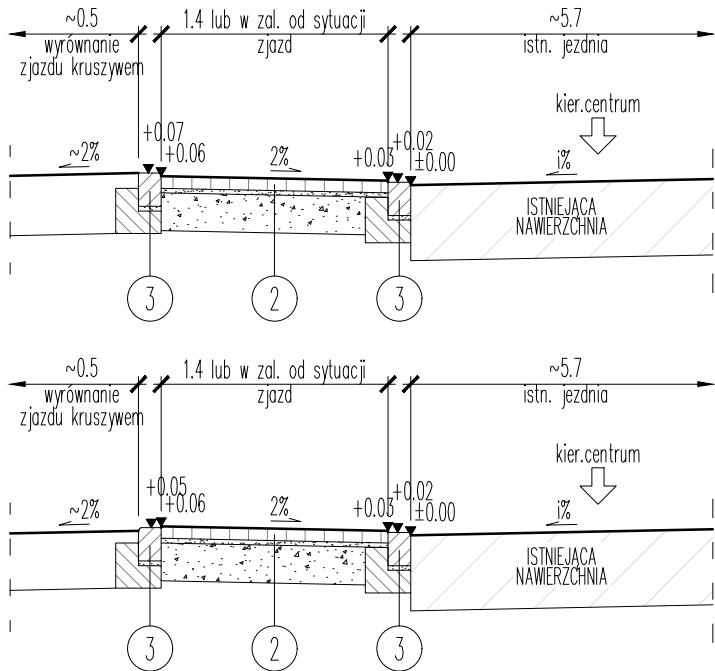 ~0.5
1.4 lub w zal. od sytuacji
~5.7
wyrównanie
zjazdu kruszywem
zjazd
istn. jezdnia
kier.centrum
~2%
+0.07
+0.06
2%
+0.03
+0.02
±0.00
i%
ISTNIEJĄCA
NAWIERZCHNIA
3
2
3
~0.5
1.4 lub w zal. od sytuacji
~5.7
wyrównanie
zjazdu kruszywem
zjazd
istn. jezdnia
kier.centrum
~2%
+0.05
+0.06
2%
+0.03
+0.02
±0.00
i%
ISTNIEJĄCA
NAWIERZCHNIA
3
2
3